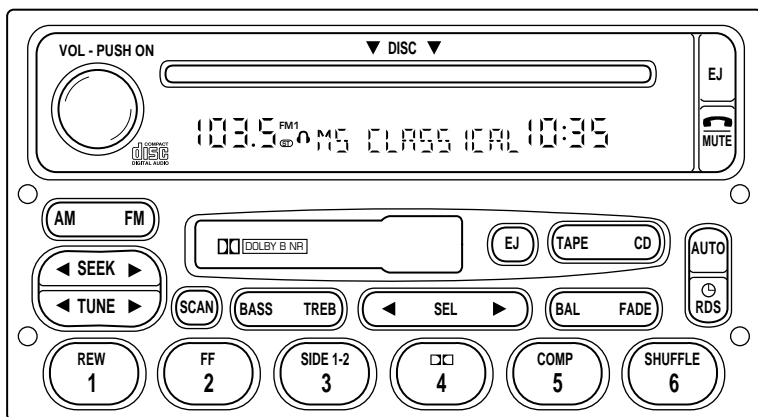 VOL - PUSH ON
▼ DISC ▼
EJ
103.5 FM1 ST MS CLASSICAL 10:35
MUTE
COMPACT disc DIGITAL AUDIO
AM FM
DOLBY B NR
EJ
TAPE CD
AUTO
◀ SEEK ▶
◀ TUNE ▶
SCAN
BASS TREB
◀ SEL ▶
BAL FADE
RDS
REW 1
FF 2
SIDE 1-2 3
4
COMP 5
SHUFFLE 6